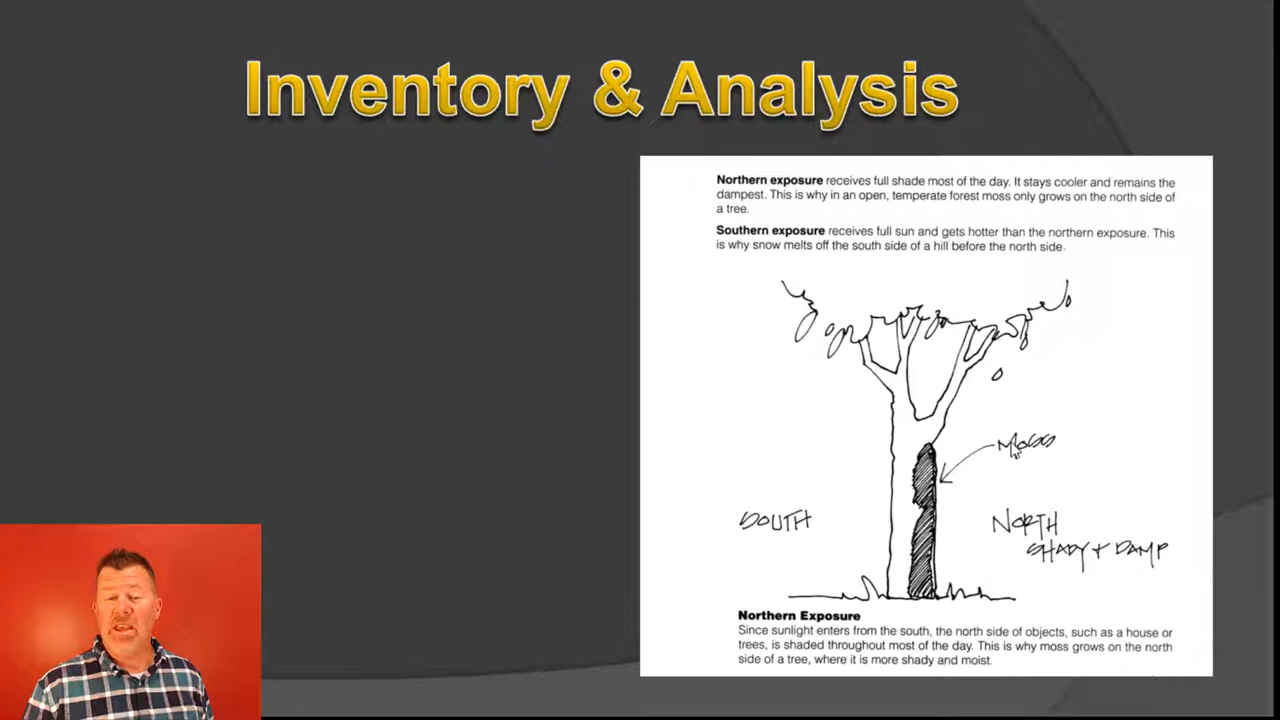 Inventory & Analysis
Northern exposure receives full shade most of the day. It stays cooler and remains the
dampest. This is why in an open, temperate forest moss only grows on the north side of
a tree.
Southern exposure receives full sun and gets hotter than the northern exposure. This
is why snow melts off the south side of a hill before the north side.
MOSS
SOUTH
NORTH
SHADY + DAMP
Northern Exposure
Since sunlight enters from the south, the north side of objects, such as a house or
trees, is shaded throughout most of the day. This is why moss grows on the north
side of a tree, where it is more shady and moist.